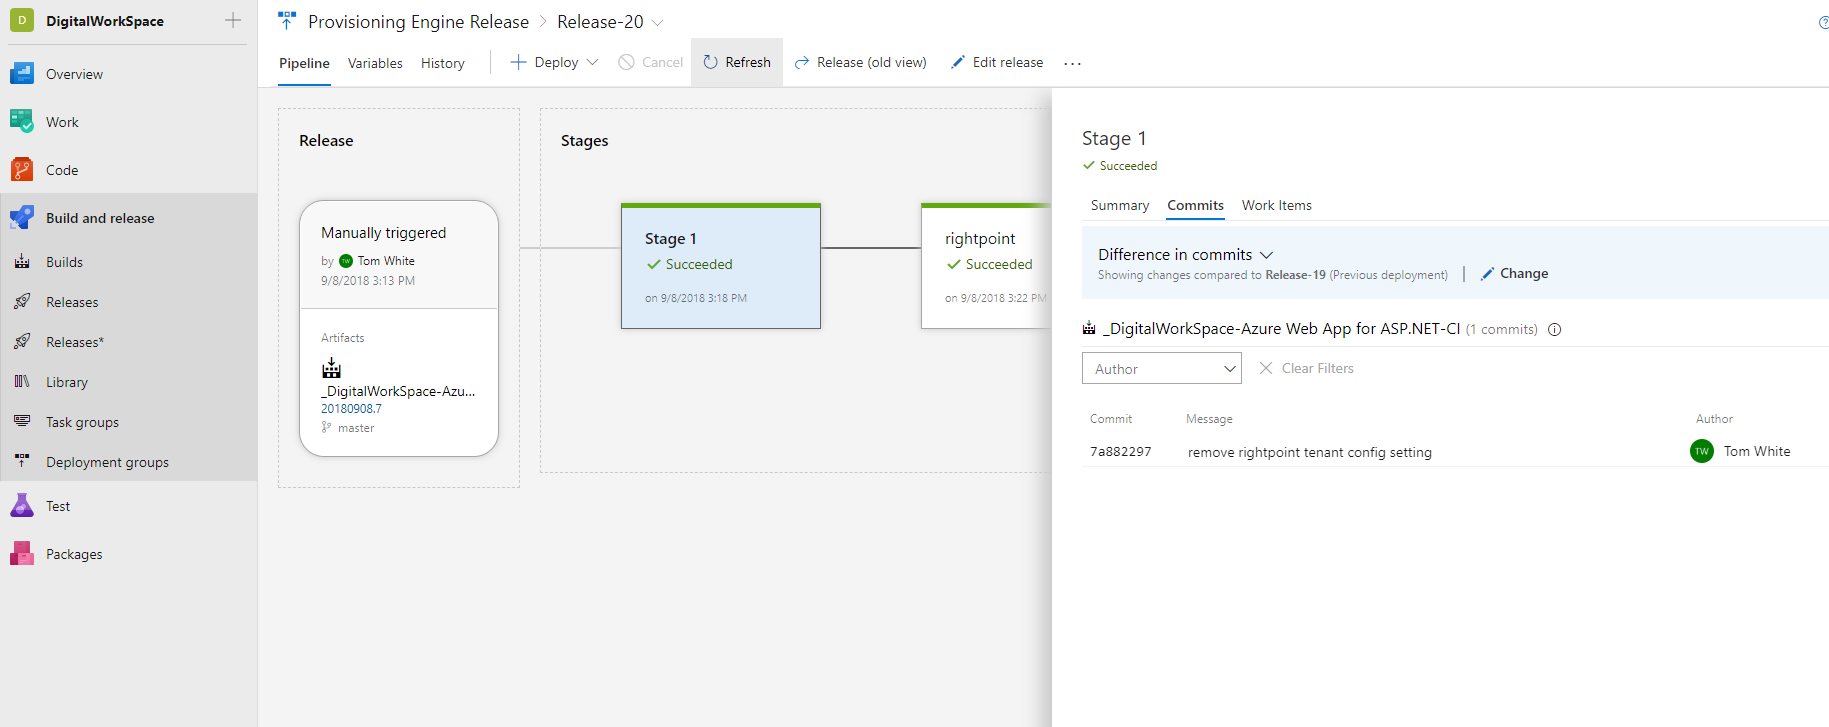 D DigitalWorkSpace
Overview
Work
Code
Build and release
Builds
Releases
Releases*
Library
Task groups
Deployment groups
Test
Packages
Provisioning Engine Release > Release-20
Pipeline Variables History Deploy Cancel Refresh Release (old view) Edit release ...
Release
Manually triggered
by TW Tom White
9/8/2018 3:13 PM
Artifacts
_DigitalWorkSpace-Azu...
20180908.7
master
Stages
Stage 1
Succeeded
on 9/8/2018 3:18 PM
rightpoint
Succeeded
on 9/8/2018 3:22 PM
Stage 1
Succeeded
Summary Commits Work Items
Difference in commits
Showing changes compared to Release-19 (Previous deployment) | Change
_DigitalWorkSpace-Azure Web App for ASP.NET-CI (1 commits)
Author Clear Filters
Commit Message Author
7a882297 remove rightpoint tenant config setting TW Tom White